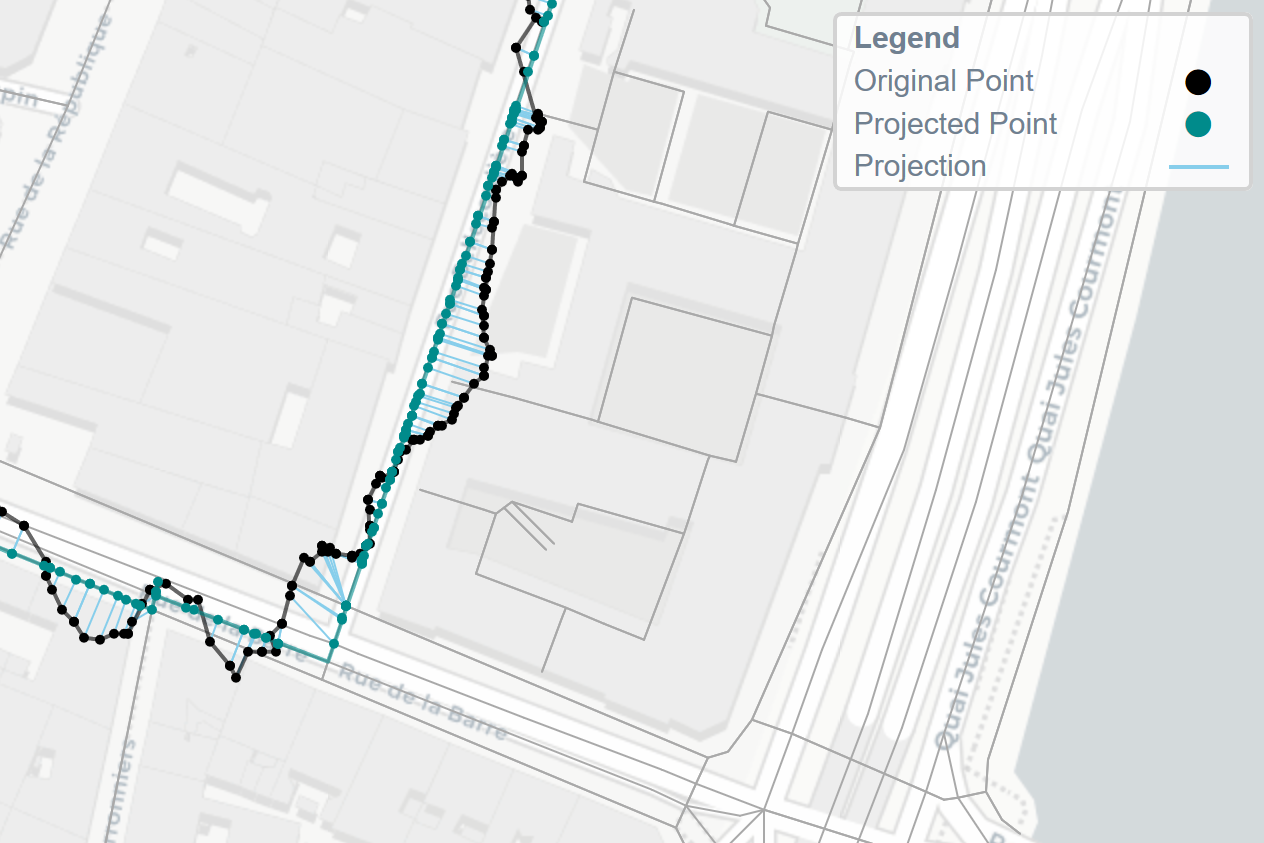 Legend
Original Point
Projected Point
Projection
Rue de la République
pin
Quai Jules Courmont
Quai Jules Courmont
Rue de la Barre
Rue de la Barre
rronniers